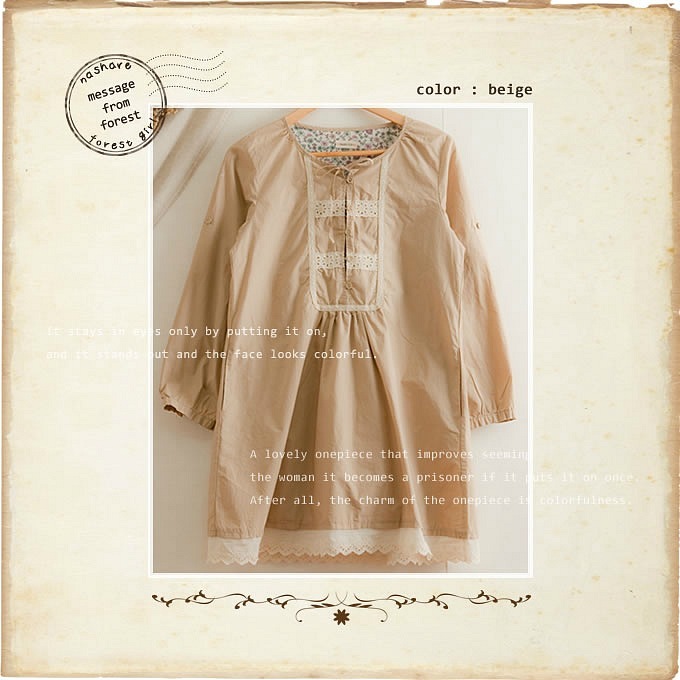 nashare
message
from
forest
forest girl
color : beige
It stays in eyes only by putting it on,
and it stands out and the face looks colorful.
A lovely onepiece that improves seeming
the woman it becomes a prisoner if it puts it on once.
After all, the charm of the onepiece is colorfulness.